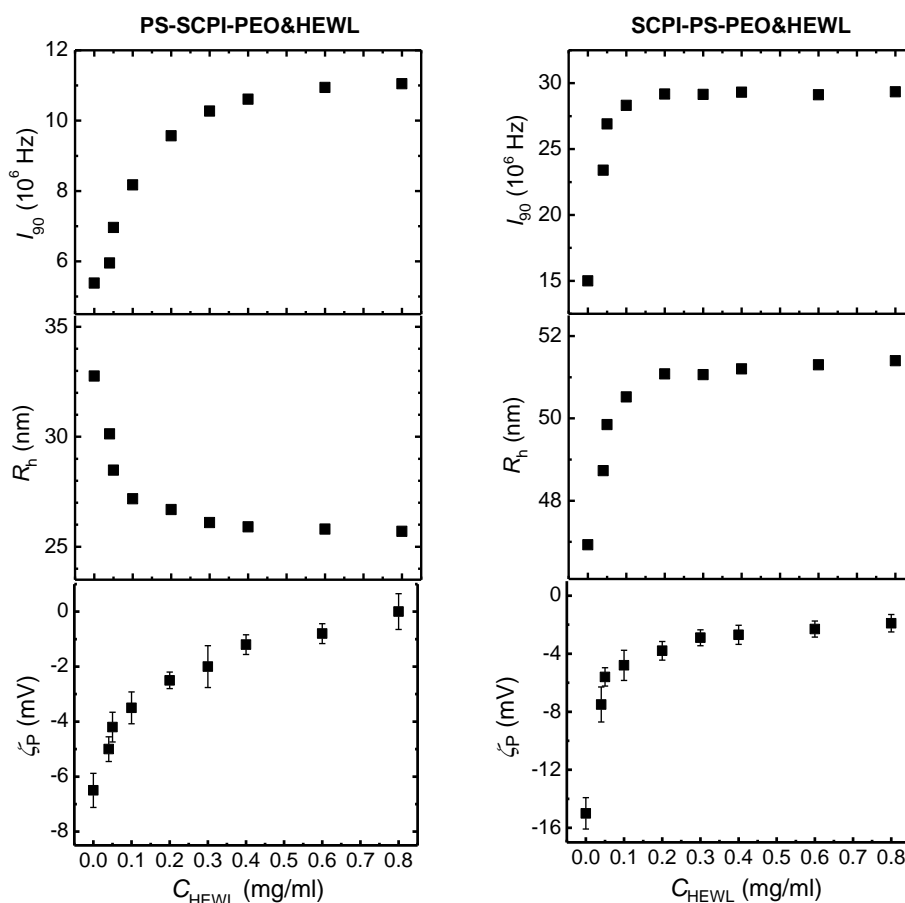 PS-SCPI-PEO&HEWL
SCPI-PS-PEO&HEWL
12
10
8
6
I90 (10^6 Hz)
30
25
20
15
I90 (10^6 Hz)
35
30
25
Rh (nm)
52
50
48
Rh (nm)
0
-2
-4
-6
-8
ζP (mV)
0
-4
-8
-12
-16
ζP (mV)
0.0 0.1 0.2 0.3 0.4 0.5 0.6 0.7 0.8
CHEWL (mg/ml)
0.0 0.1 0.2 0.3 0.4 0.5 0.6 0.7 0.8
CHEWL (mg/ml)